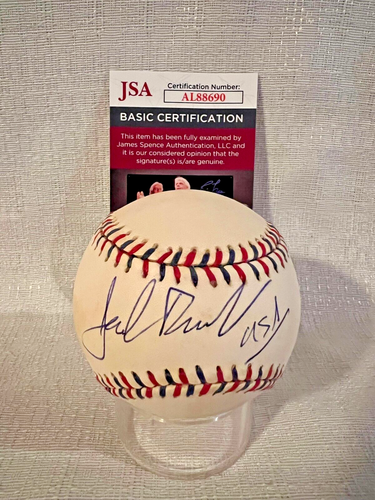 JSA
Certification Number:
AL88690
BASIC CERTIFICATION
This item has been fully examined by
James Spence Authentication, LLC and
it is our considered opinion that the
signature(s) is/are genuine.
USA